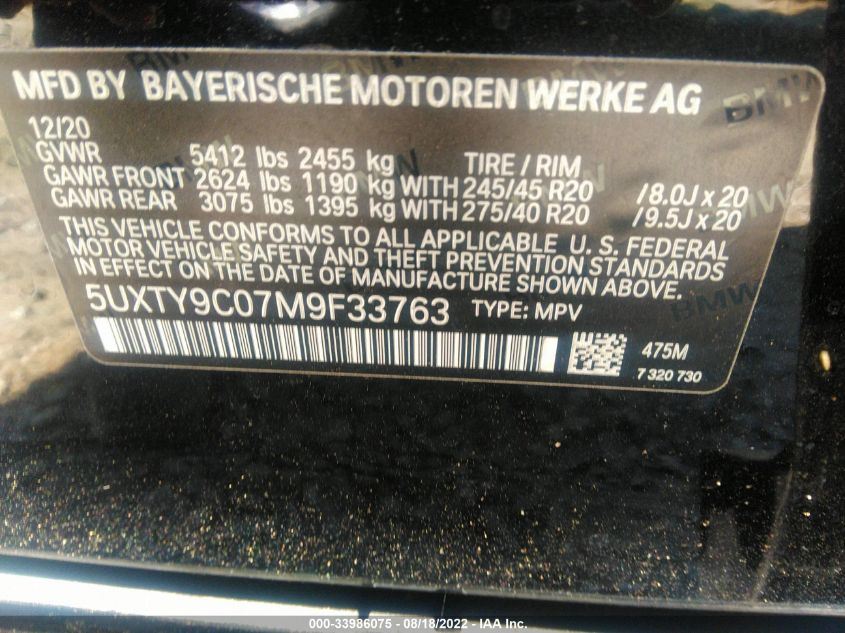 MFD BY BAYERISCHE MOTOREN WERKE AG
12/20
GVWR 5412 lbs 2455 kg TIRE / RIM
GAWR FRONT 2624 lbs 1190 kg WITH 245/45 R20 /8.0J x 20
GAWR REAR 3075 lbs 1395 kg WITH 275/40 R20 /9.5J x 20
THIS VEHICLE CONFORMS TO ALL APPLICABLE U.S. FEDERAL
MOTOR VEHICLE SAFETY AND THEFT PREVENTION STANDARDS
IN EFFECT ON THE DATE OF MANUFACTURE SHOWN ABOVE.
5UXTY9C07M9F33763 TYPE: MPV
475M
7 320 730
000-33986075 - 08/18/2022 - IAA Inc.